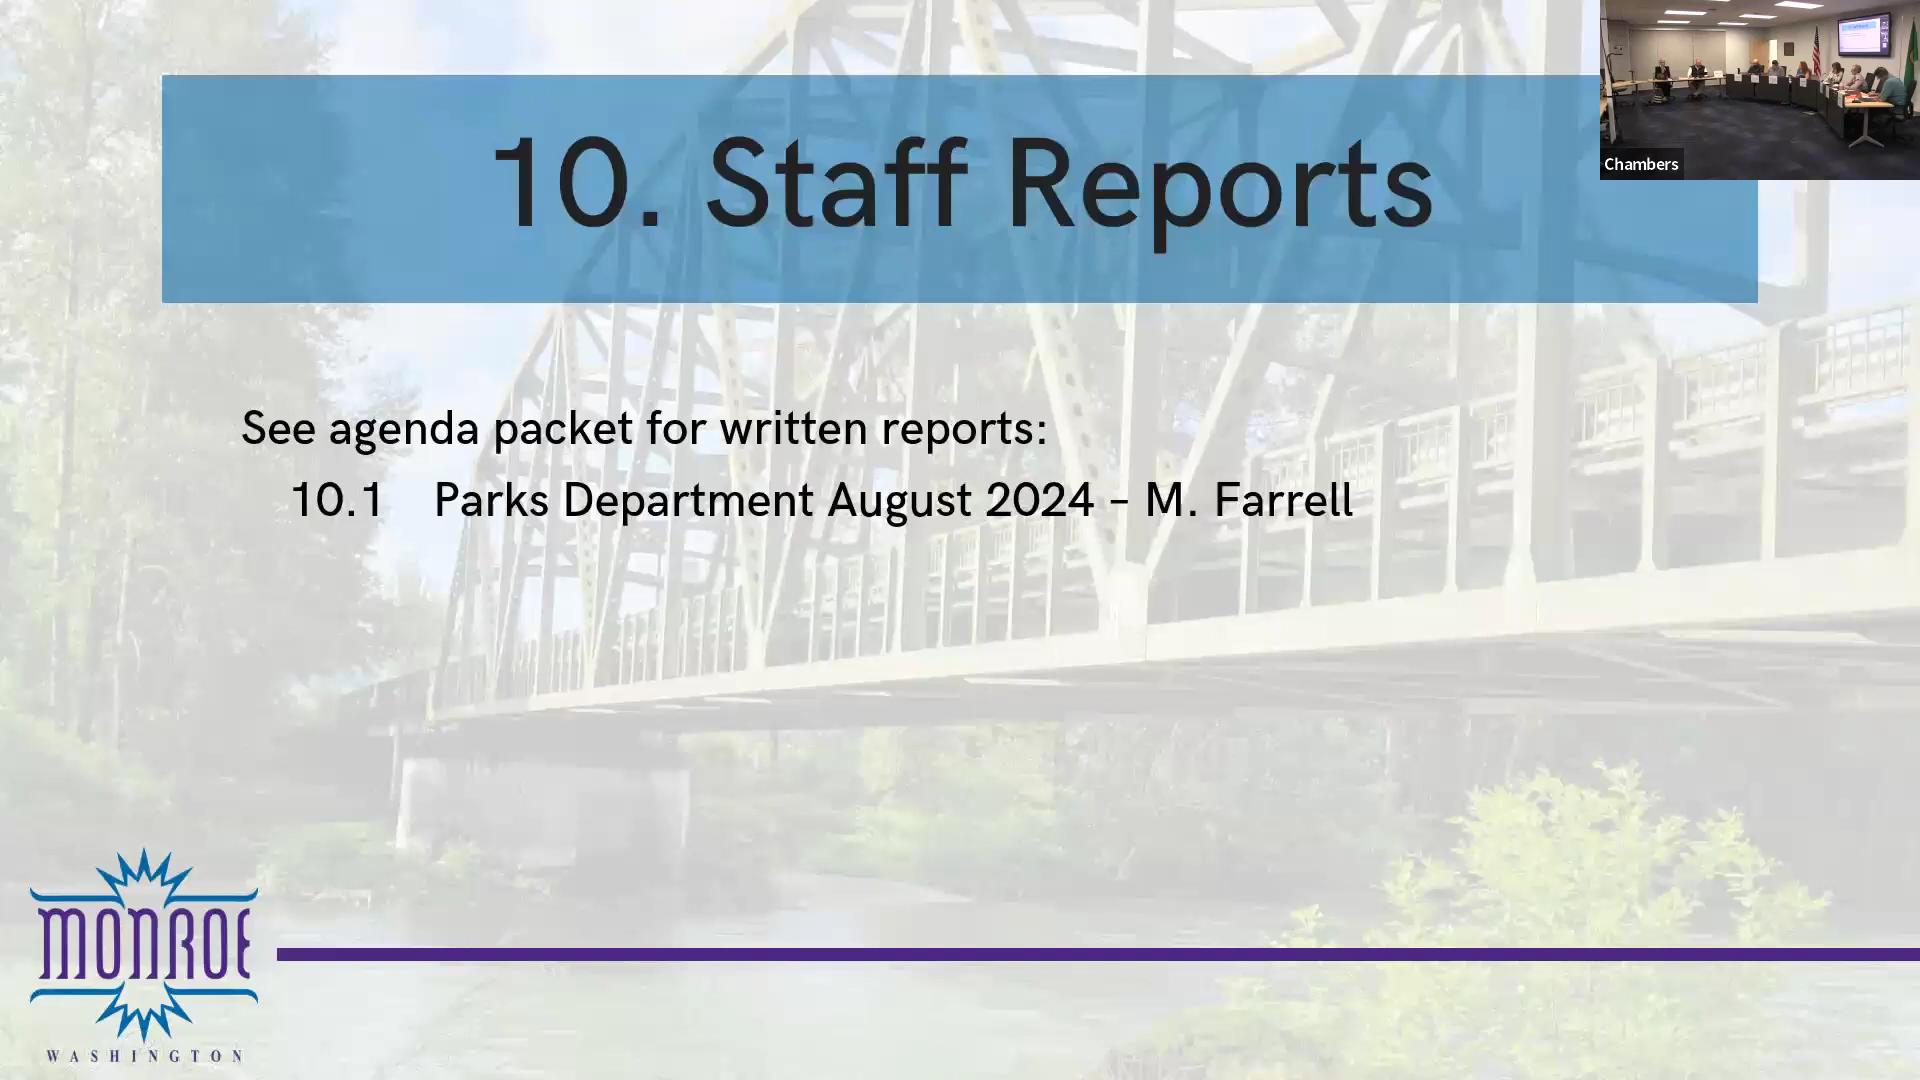 10. Staff Reports
Chambers
See agenda packet for written reports:
10.1 Parks Department August 2024 – M. Farrell
MONROE
WASHINGTON